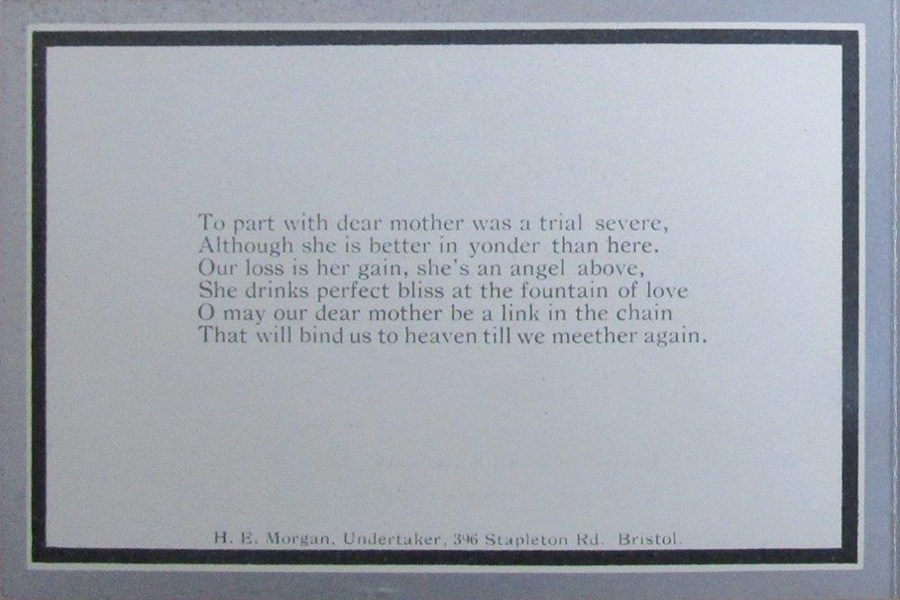 To part with dear mother was a trial severe,
Although she is better in yonder than here.
Our loss is her gain, she's an angel above,
She drinks perfect bliss at the fountain of love
O may our dear mother be a link in the chain
That will bind us to heaven till we meether again.
H. E. Morgan, Undertaker, 396 Stapleton Rd. Bristol.